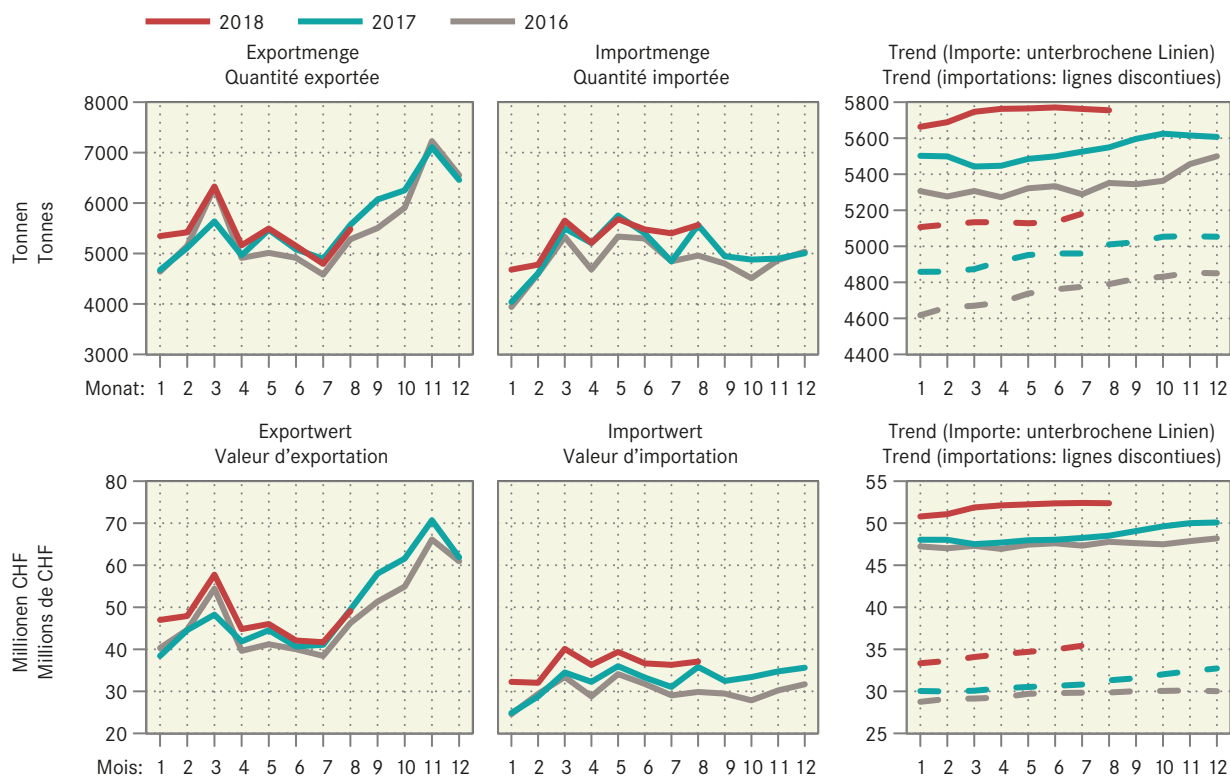 2018 2017 2016
Exportmenge
Quantité exportée
Importmenge
Quantité importée
Trend (Importe: unterbrochene Linien)
Trend (importations: lignes discontiues)
Tonnen
Tonnes
8000
7000
6000
5000
4000
3000
5800
5600
5400
5200
5000
4800
4600
4400
Monat: 1 2 3 4 5 6 7 8 9 10 11 12
1 2 3 4 5 6 7 8 9 10 11 12
1 2 3 4 5 6 7 8 9 10 11 12
Exportwert
Valeur d'exportation
Importwert
Valeur d'importation
Trend (Importe: unterbrochene Linien)
Trend (importations: lignes discontiues)
Millionen CHF
Millions de CHF
80
70
60
50
40
30
20
55
50
45
40
35
30
25
Mois: 1 2 3 4 5 6 7 8 9 10 11 12
1 2 3 4 5 6 7 8 9 10 11 12
1 2 3 4 5 6 7 8 9 10 11 12